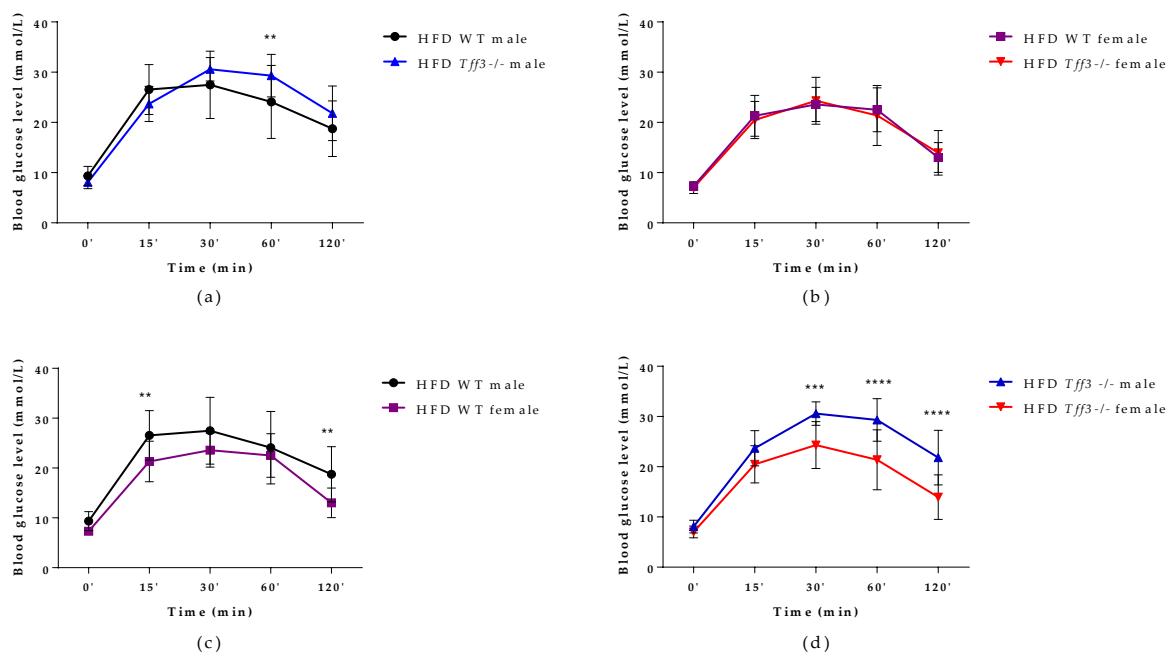 Blood glucose level (mmol/L)
40
30
20
10
0
**
0' 15' 30' 60' 120'
Time (min)
HFD WT male
HFD Tff3-/- male
(a)
Blood glucose level (mmol/L)
40
30
20
10
0
0' 15' 30' 60' 120'
Time (min)
HFD WT female
HFD Tff3-/- female
(b)
Blood glucose level (mmol/L)
40
30
20
10
0
** **
0' 15' 30' 60' 120'
Time (min)
HFD WT male
HFD WT female
(c)
Blood glucose level (mmol/L)
40
30
20
10
0
*** **** ****
0' 15' 30' 60' 120'
Time (min)
HFD Tff3 -/- male
HFD Tff3-/- female
(d)